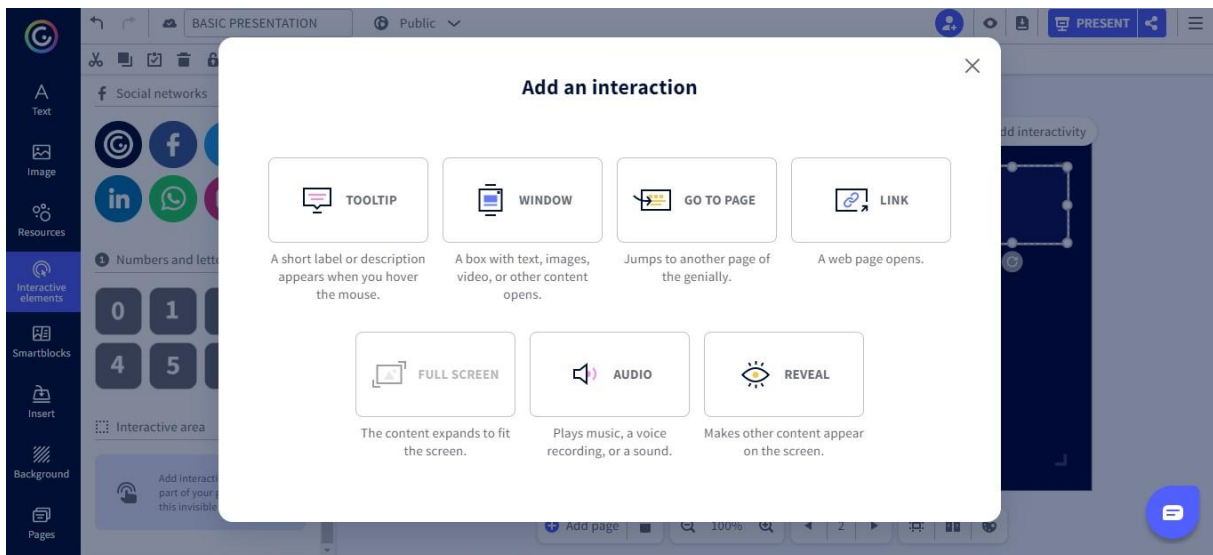 BASIC PRESENTATION
Public
PRESENT
Text
Image
Resources
Interactive
elements
Smartblocks
Insert
Background
Pages
f Social networks
f
in
1 Numbers and lette
0 1
4 5
Interactive area
Add interacti
part of your
this invisible
dd interactivity
Add an interaction
TOOLTIP
A short label or description
appears when you hover
the mouse.
WINDOW
A box with text, images,
video, or other content
opens.
GO TO PAGE
Jumps to another page of
the genially.
LINK
A web page opens.
FULL SCREEN
The content expands to fit
the screen.
AUDIO
Plays music, a voice
recording, or a sound.
REVEAL
Makes other content appear
on the screen.
Add page
100%
2